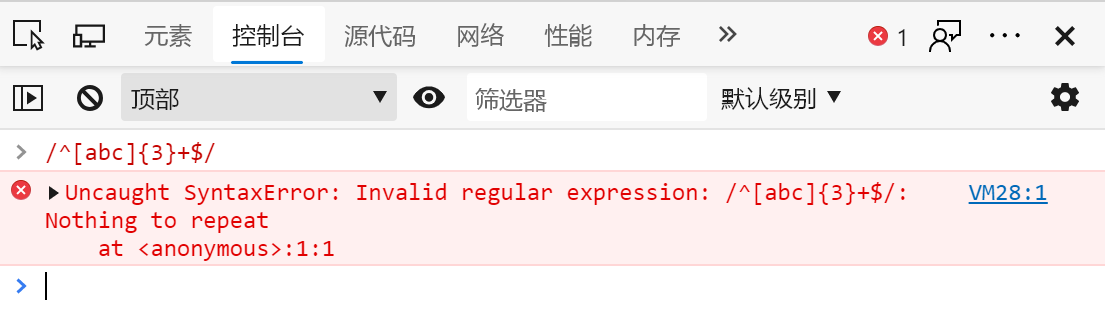 元素 控制台 源代码 网络 性能 内存 1
顶部 筛选器 默认级别
/^[abc]{3}+$/
Uncaught SyntaxError: Invalid regular expression: /^[abc]{3}+$/: VM28:1
Nothing to repeat
at <anonymous>:1:1